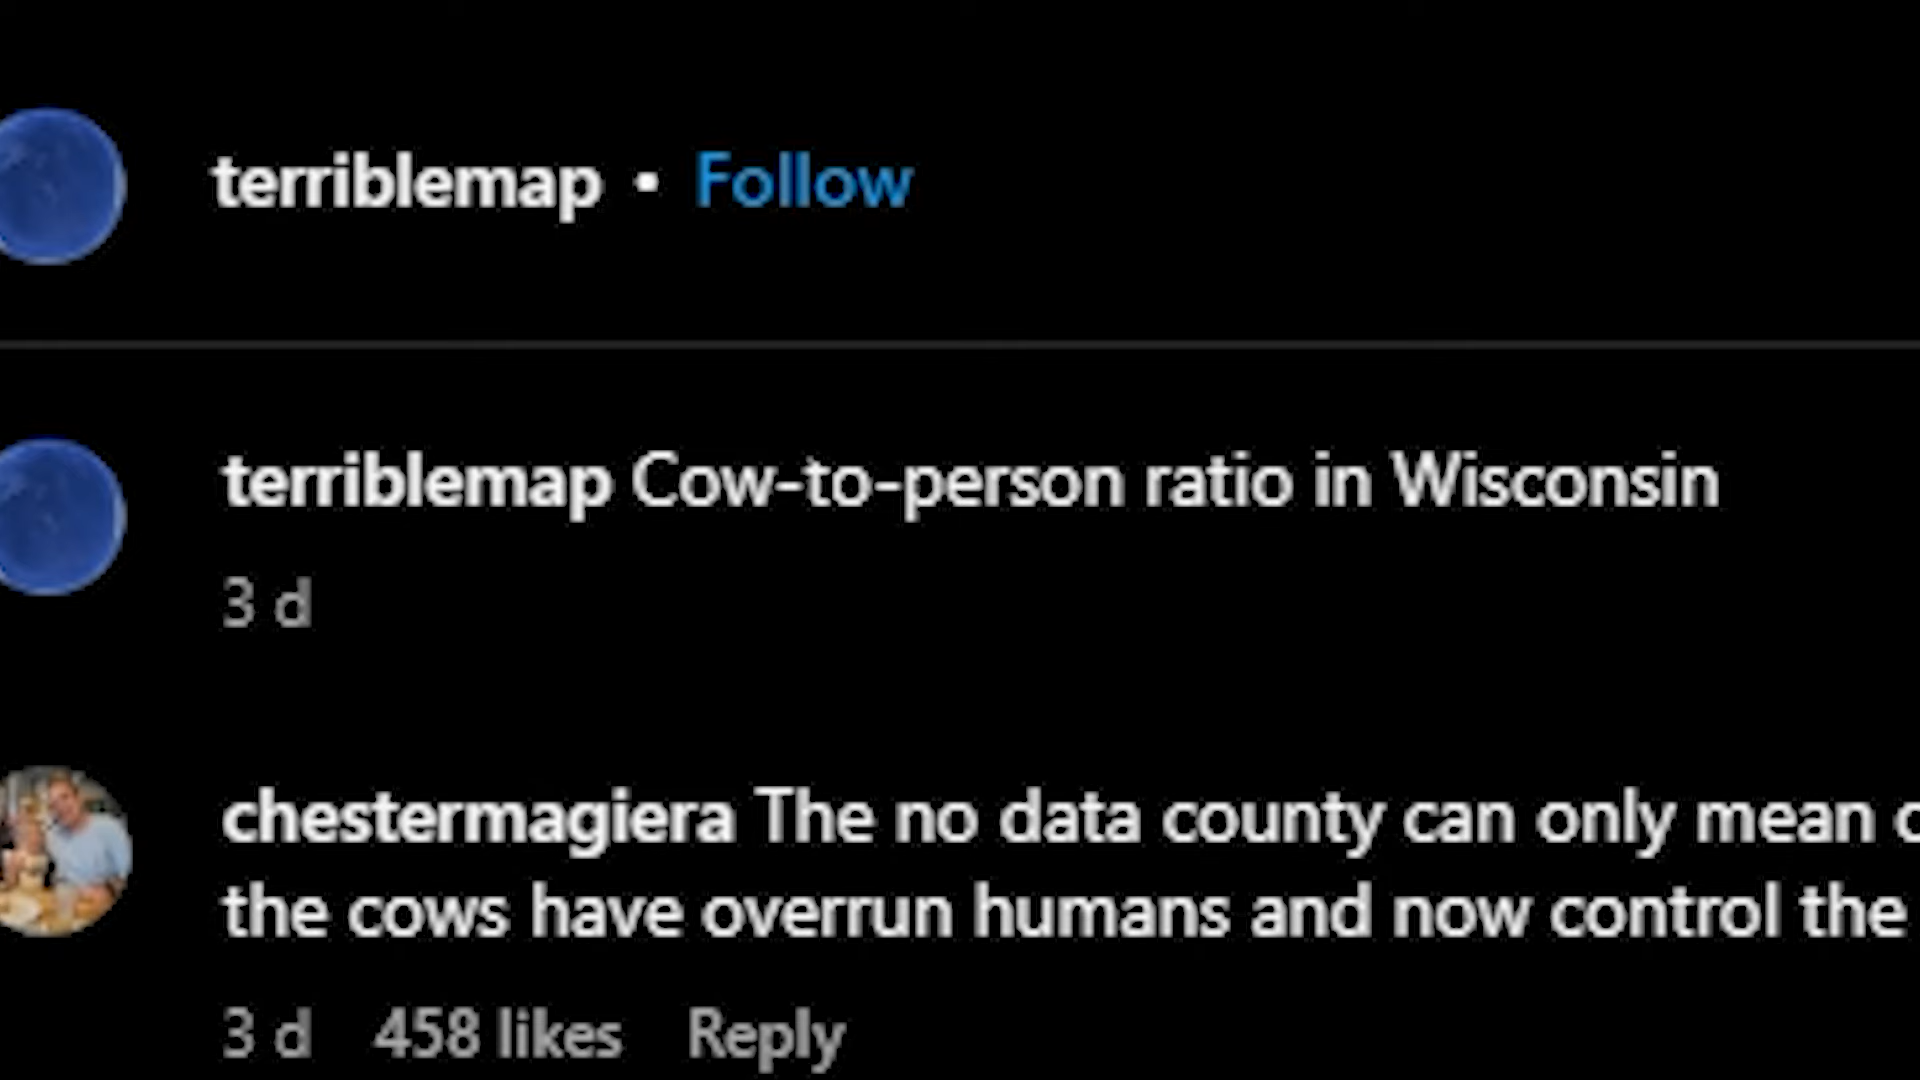 terriblemap • Follow
terriblemap Cow-to-person ratio in Wisconsin
3 d
chestermagiera The no data county can only mean
the cows have overrun humans and now control the
3 d 458 likes Reply